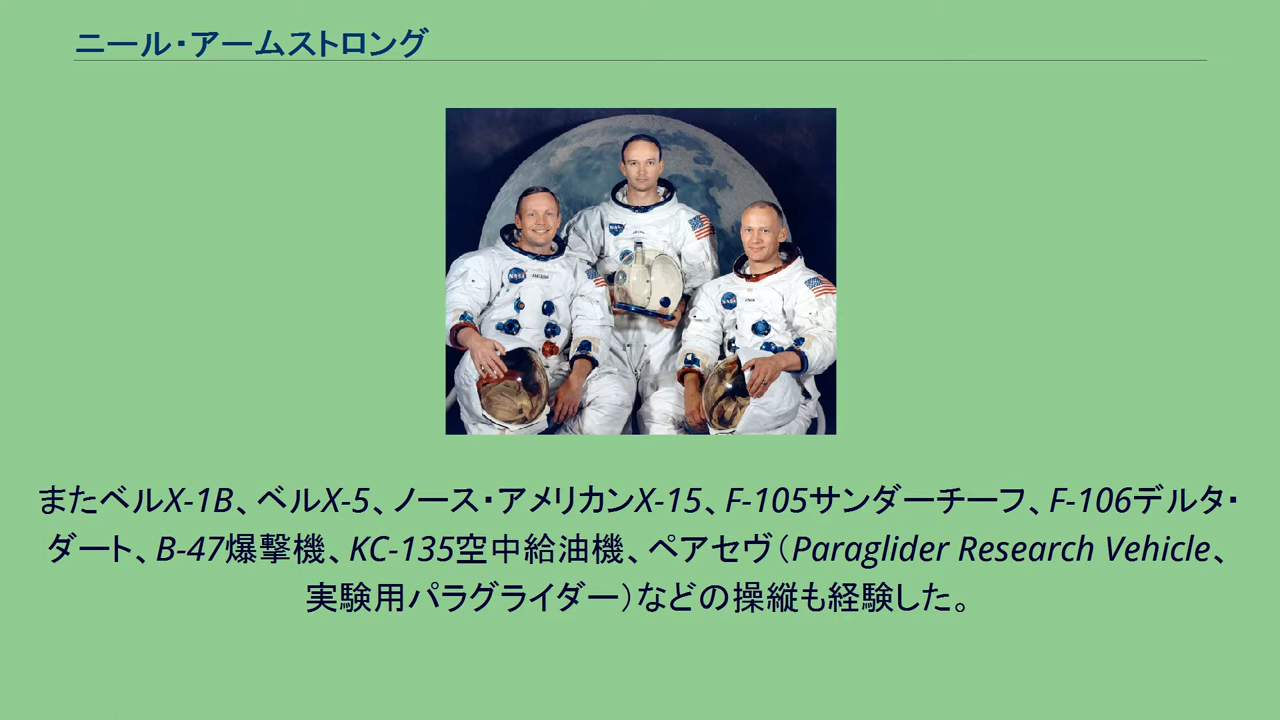 ニール・アームストロング
NASA
NASA
NASA
またベルX-1B、ベルX-5、ノース・アメリカンX-15、F-105サンダーチーフ、F-106デルタ・
ダート、B-47爆撃機、KC-135空中給油機、ペアセヴ（Paraglider Research Vehicle、
実験用パラグライダー）などの操縦も経験した。